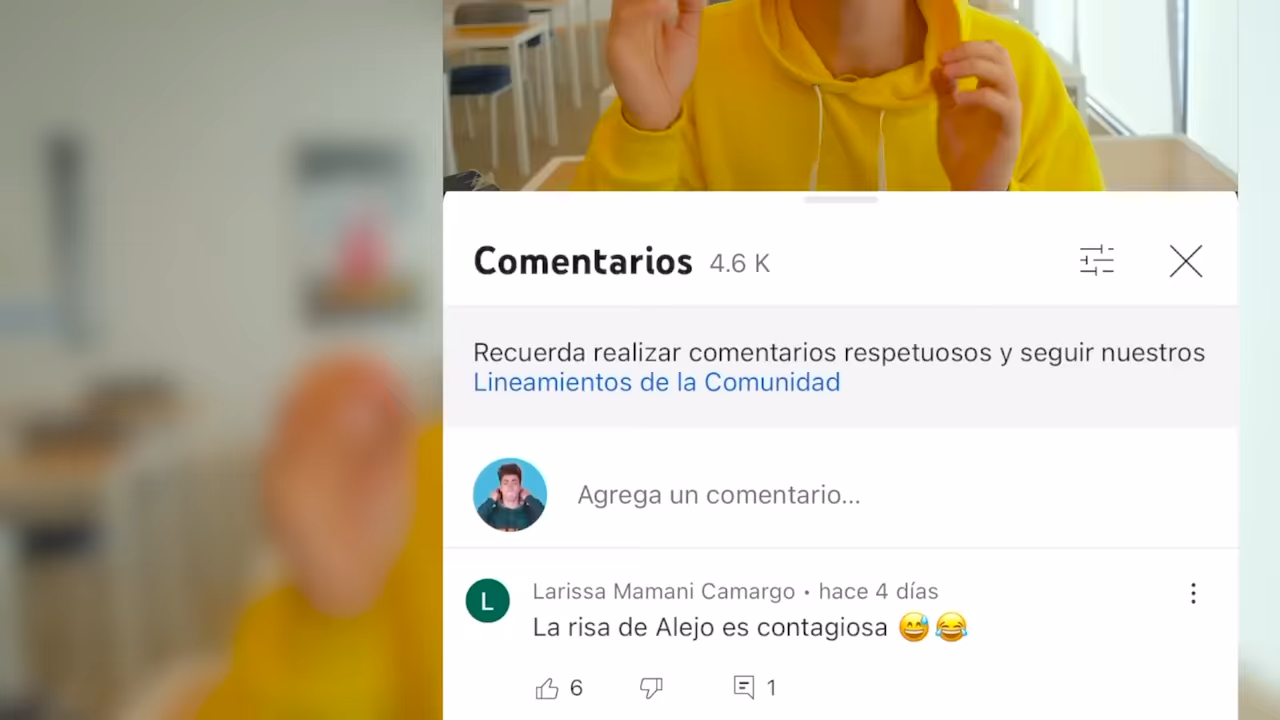 Comentarios 4.6 K
Recuerda realizar comentarios respetuosos y seguir nuestros
Lineamientos de la Comunidad
Agrega un comentario...
L
Larissa Mamani Camargo • hace 4 días
La risa de Alejo es contagiosa 😅😂
6 1